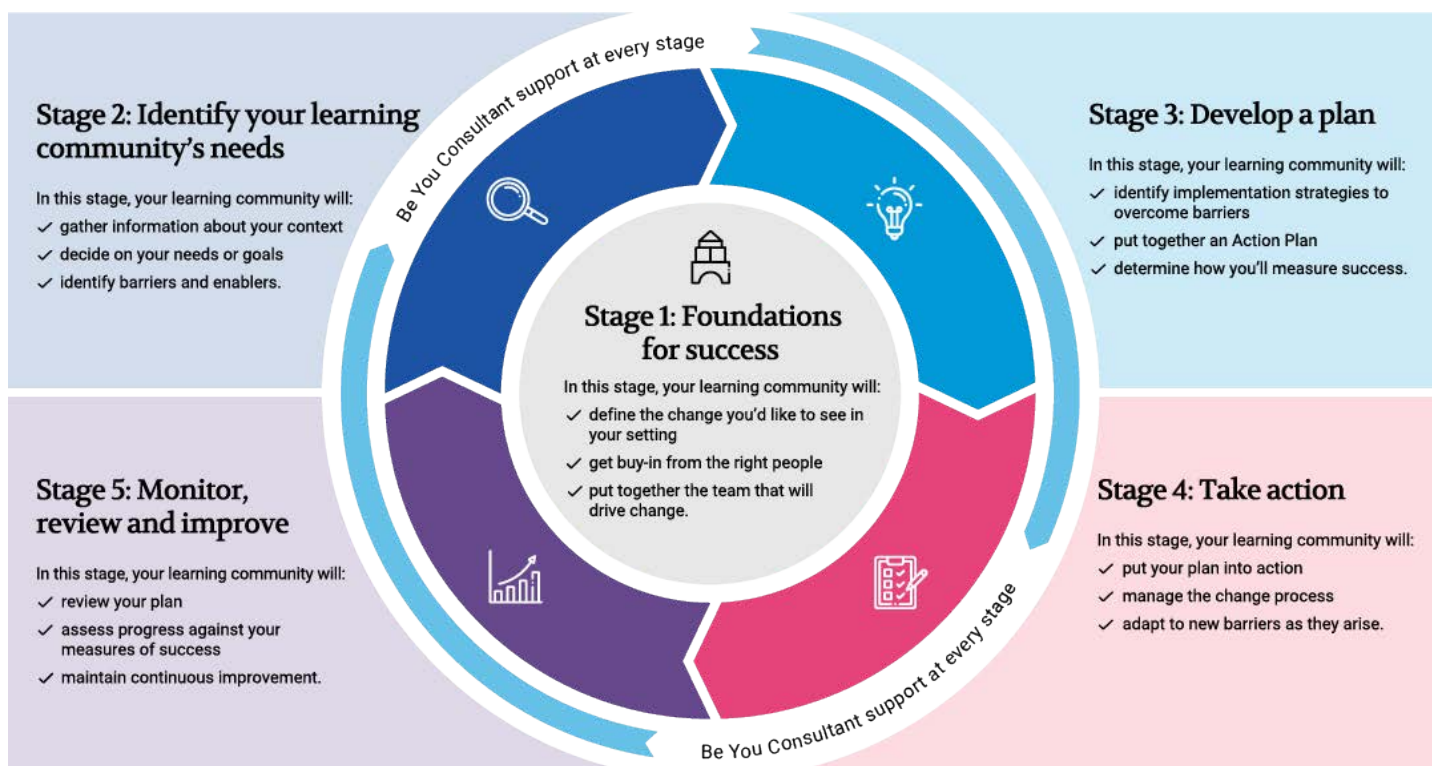 Be You Consultant support at every stage
Stage 1: Foundations
for success
In this stage, your learning community will:
✓ define the change you'd like to see in
your setting
✓ get buy-in from the right people
✓ put together the team that will
drive change.
Stage 2: Identify your learning
community's needs
In this stage, your learning community will:
✓ gather information about your context
✓ decide on your needs or goals
✓ identify barriers and enablers.
Stage 3: Develop a plan
In this stage, your learning community will:
✓ identify implementation strategies to
overcome barriers
✓ put together an Action Plan
✓ determine how you'll measure success.
Stage 4: Take action
In this stage, your learning community will:
✓ put your plan into action
✓ manage the change process
✓ adapt to new barriers as they arise.
Stage 5: Monitor,
review and improve
In this stage, your learning community will:
✓ review your plan
✓ assess progress against your
measures of success
✓ maintain continuous improvement.
Be You Consultant support at every stage